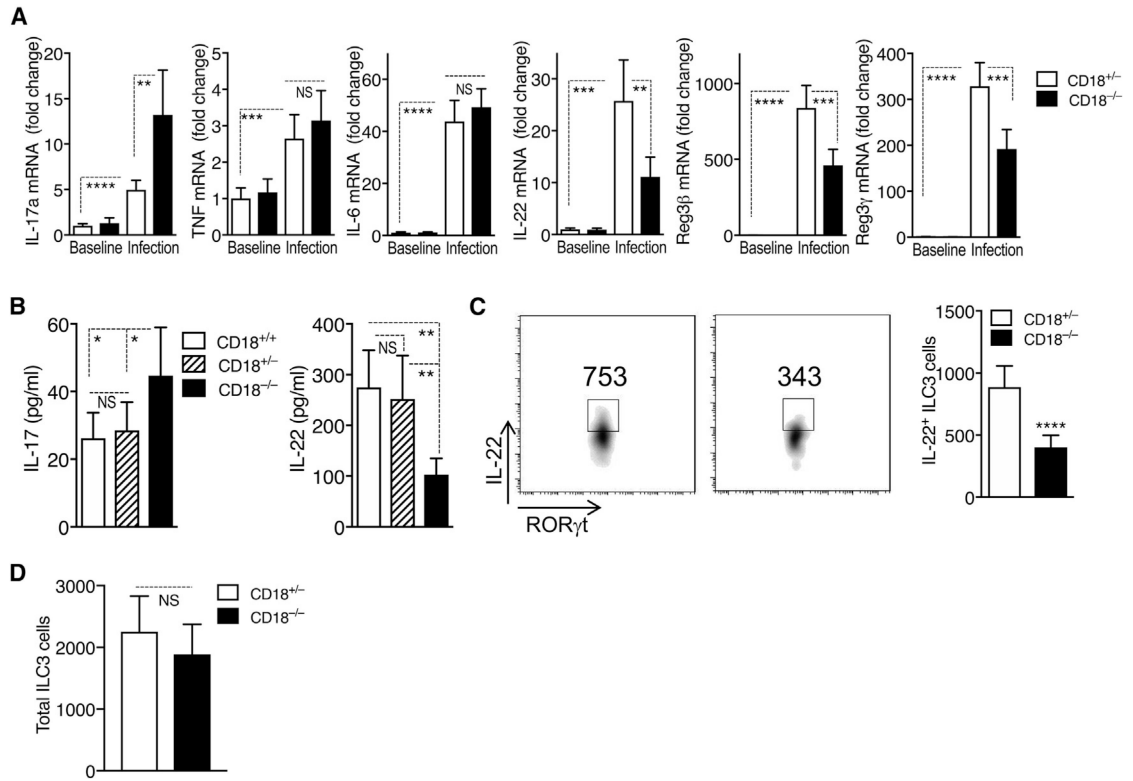 A
IL-17a mRNA (fold change)
20
15
10
5
0
**
****
Baseline Infection
TNF mRNA (fold change)
5
4
3
2
1
0
NS
***
Baseline Infection
IL-6 mRNA (fold change)
60
40
20
0
NS
****
Baseline Infection
IL-22 mRNA (fold change)
30
20
10
0
***
**
Baseline Infection
Reg3β mRNA (fold change)
1000
500
0
****
***
Baseline Infection
Reg3γ mRNA (fold change)
400
300
200
100
0
****
***
Baseline Infection
CD18+/–
CD18–/–
B
IL-17 (pg/ml)
60
40
20
0
* *
NS
CD18+/+
CD18+/–
CD18–/–
IL-22 (pg/ml)
400
300
200
100
0
**
NS
**
C
753
343
IL-22
RORγt
IL-22+ ILC3 cells
1500
1000
500
0
****
CD18+/–
CD18–/–
D
Total ILC3 cells
3000
2000
1000
0
NS
CD18+/–
CD18–/–